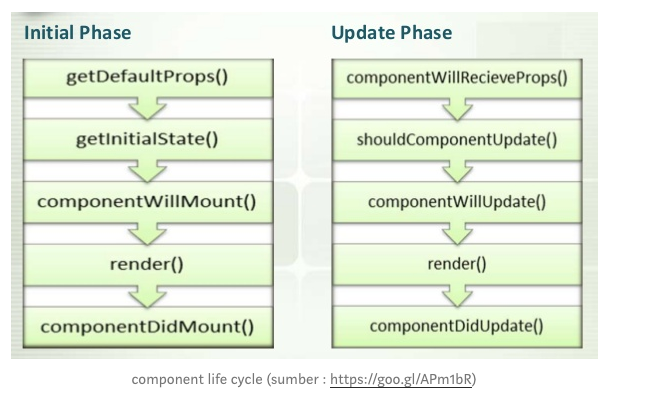 Initial Phase
getDefaultProps()
getInitialState()
componentWillMount()
render()
componentDidMount()
Update Phase
componentWillRecieveProps()
shouldComponentUpdate()
componentWillUpdate()
render()
componentDidUpdate()
component life cycle (sumber : https://goo.gl/APm1bR)